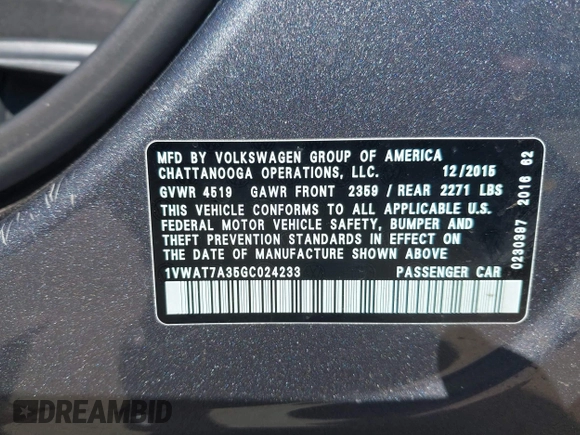 MFD BY VOLKSWAGEN GROUP OF AMERICA
CHATTANOOGA OPERATIONS, LLC. 12/2015
GVWR 4519 GAWR FRONT 2359 / REAR 2271 LBS
THIS VEHICLE CONFORMS TO ALL APPLICABLE U.S.
FEDERAL MOTOR VEHICLE SAFETY, BUMPER AND
THEFT PREVENTION STANDARDS IN EFFECT ON
THE DATE OF MANUFACTURE SHOWN ABOVE
1VWAT7A35GC024233 PASSENGER CAR
0230397 2016 62
DREAMBID